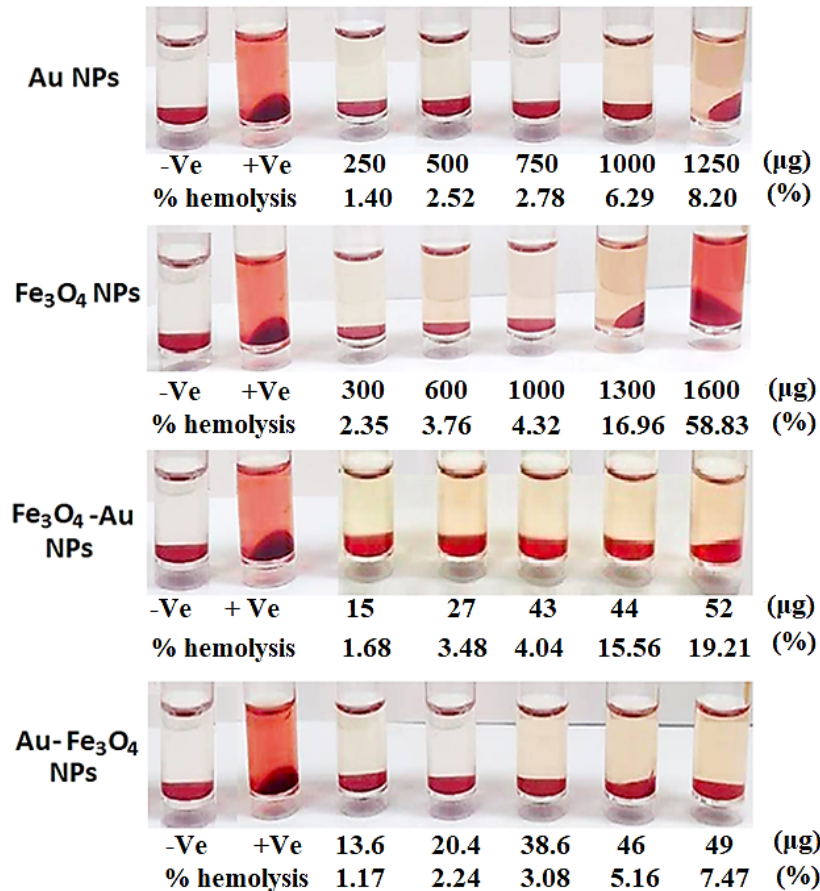 Au NPs
-Ve +Ve 250 500 750 1000 1250 (µg)
% hemolysis 1.40 2.52 2.78 6.29 8.20 (%)
Fe₃O₄ NPs
-Ve +Ve 300 600 1000 1300 1600 (µg)
% hemolysis 2.35 3.76 4.32 16.96 58.83 (%)
Fe₃O₄ -Au
NPs
-Ve + Ve 15 27 43 44 52 (µg)
% hemolysis 1.68 3.48 4.04 15.56 19.21 (%)
Au- Fe₃O₄
NPs
-Ve +Ve 13.6 20.4 38.6 46 49 (µg)
% hemolysis 1.17 2.24 3.08 5.16 7.47 (%)